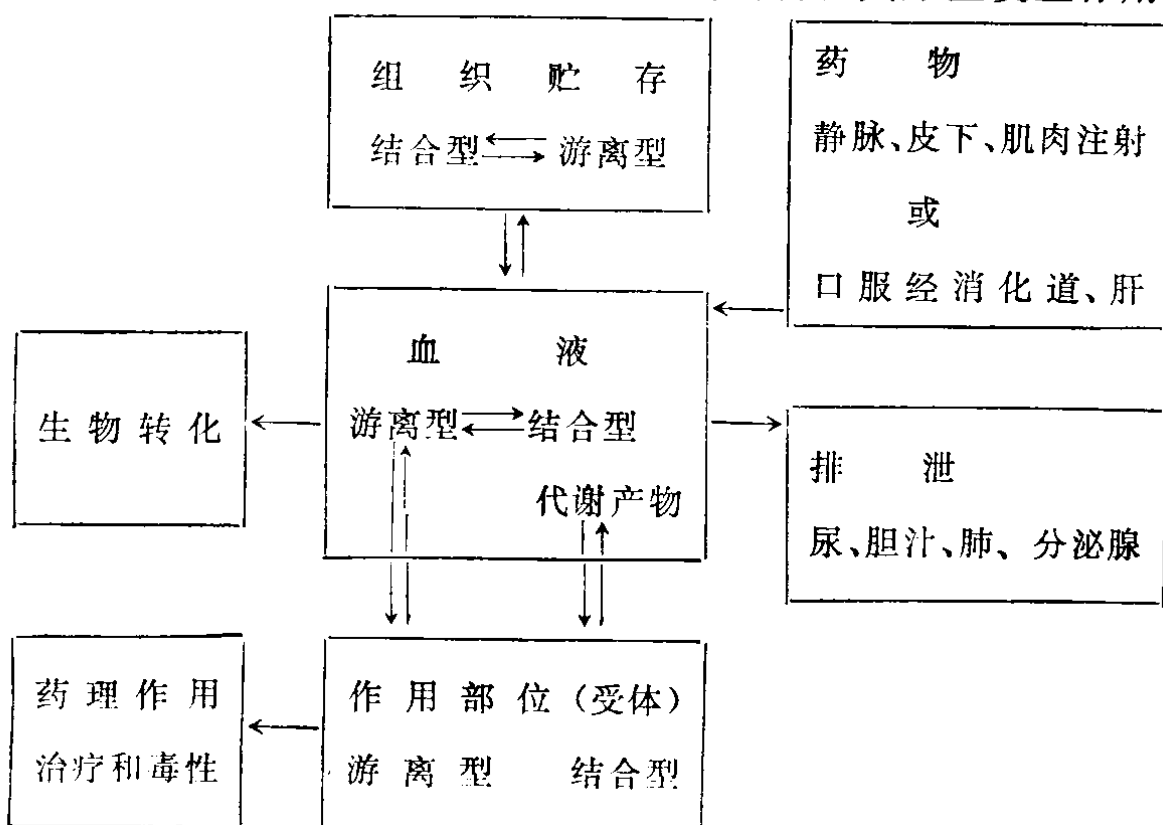 组织贮存
结合型 游离型
药物
静脉、皮下、肌肉注射
或
口服经消化道、肝
血液
游离型 结合型
代谢产物
生物转化
排泄
尿、胆汁、肺、分泌腺
药理作用
治疗和毒性
作用部位(受体)
游离型 结合型